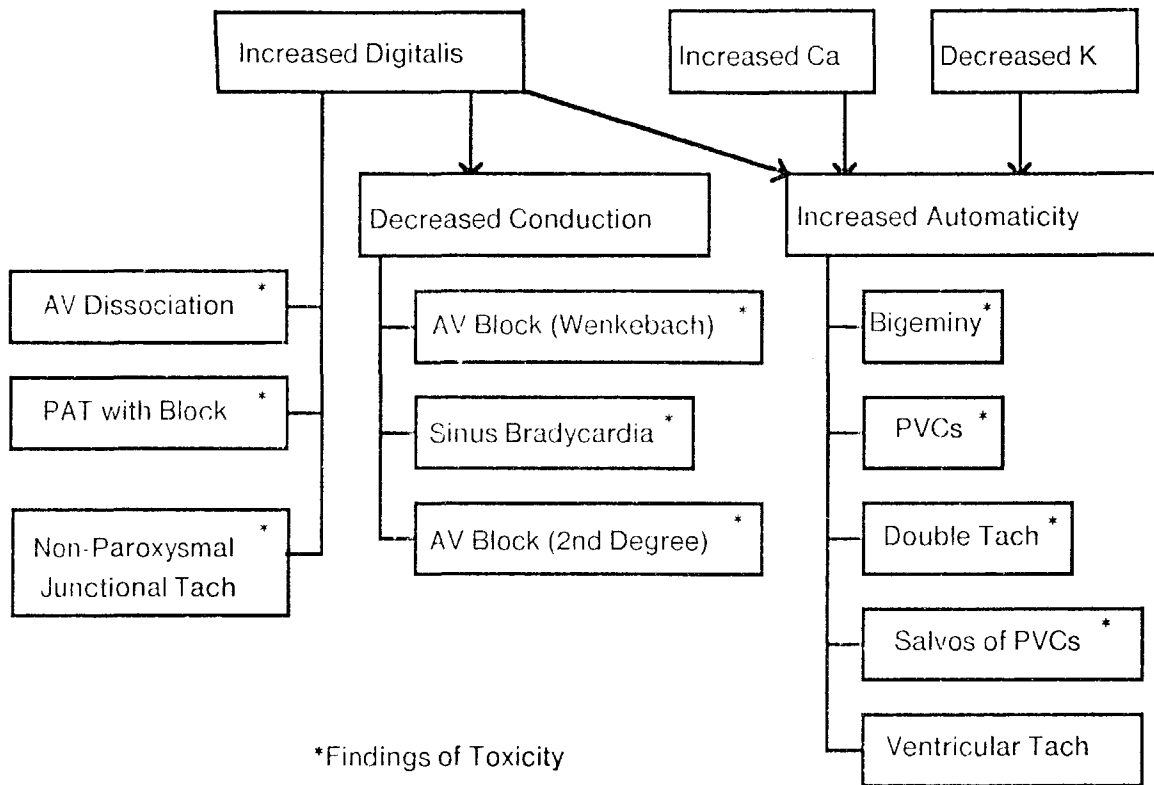 Increased Digitalis
Increased Ca
Decreased K
Decreased Conduction
Increased Automaticity
AV Dissociation *
PAT with Block *
Non-Paroxysmal *
Junctional Tach
AV Block (Wenkebach) *
Sinus Bradycardia *
AV Block (2nd Degree) *
Bigeminy *
PVCs *
Double Tach *
Salvos of PVCs *
Ventricular Tach
*Findings of Toxicity